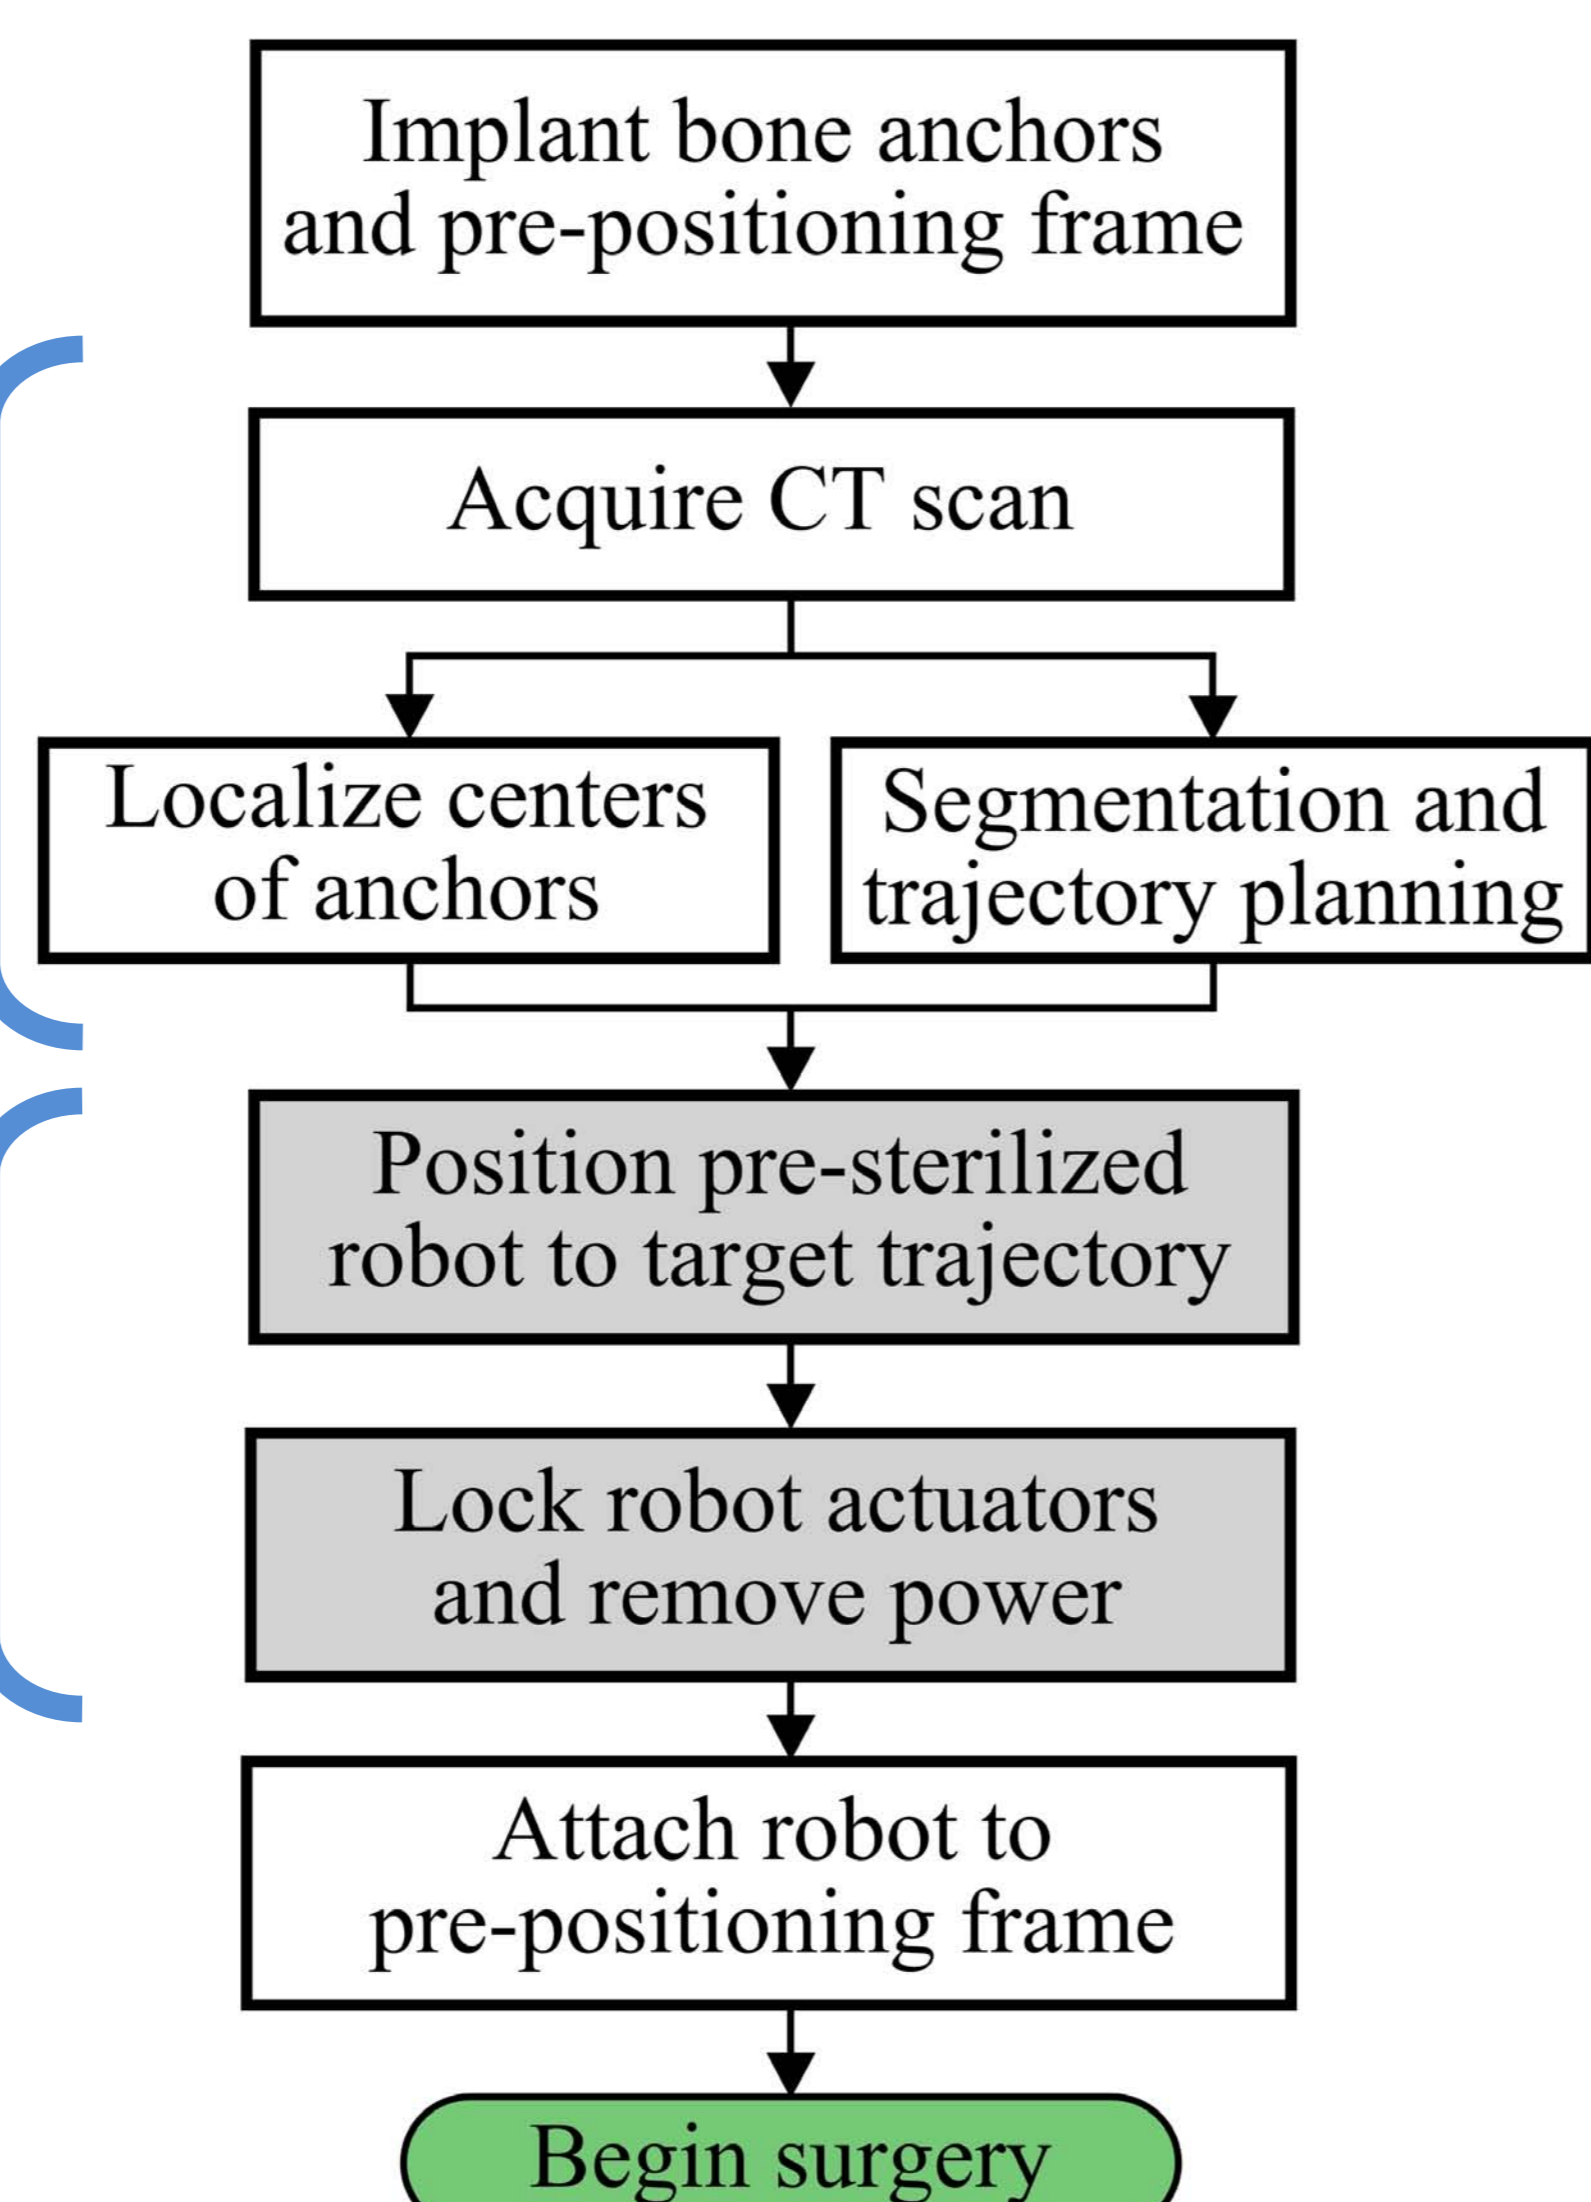 Implant bone anchors
and pre-positioning frame
Acquire CT scan
Localize centers
of anchors
Segmentation and
trajectory planning
Position pre-sterilized
robot to target trajectory
Lock robot actuators
and remove power
Attach robot to
pre-positioning frame
Begin surgery